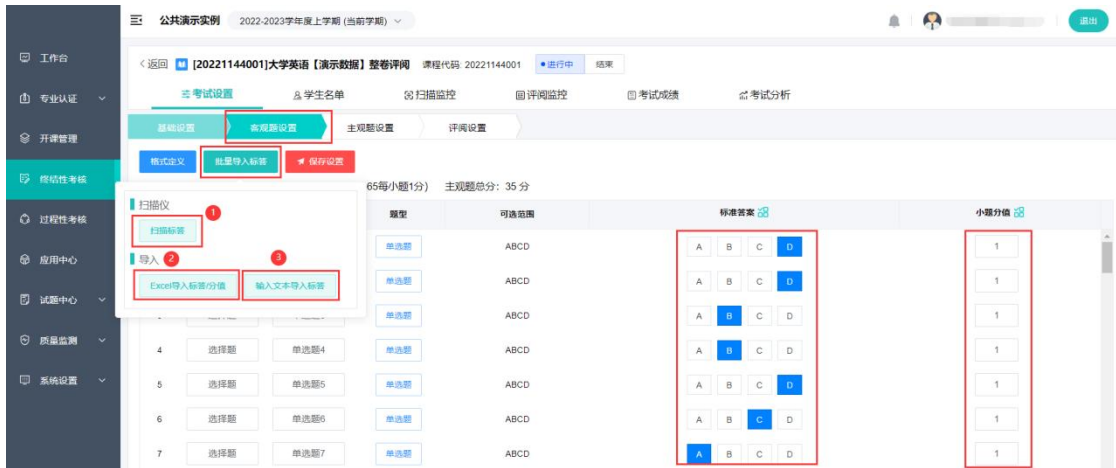 公共演示实例 2022-2023学年度上学期 (当前学期) 退出
工作台
专业认证
开课管理
终结性考核
过程性考核
应用中心
试题中心
质量监测
系统设置
返回 [20221144001]大学英语【演示数据】整卷评阅 课程代码 20221144001 进行中 结束
考试设置 学生名单 扫描监控 评阅监控 考试成绩 考试分析
基础设置 客观题设置 主观题设置 评阅设置
格式定义 批量导入标答 保存设置
65每小题1分) 主观题总分: 35 分
扫描仪
1
扫描标答
导入 2 3
Excel导入标答/分值 输入文本导入标答
题型 可选范围 标准答案 小题分值
单选题 ABCD A B C D 1
单选题 ABCD A B C D 1
单选题 ABCD A B C D 1
4 选择题 单选题4 单选题 ABCD A B C D 1
5 选择题 单选题5 单选题 ABCD A B C D 1
6 选择题 单选题6 单选题 ABCD A B C D 1
7 选择题 单选题7 单选题 ABCD A B C D 1